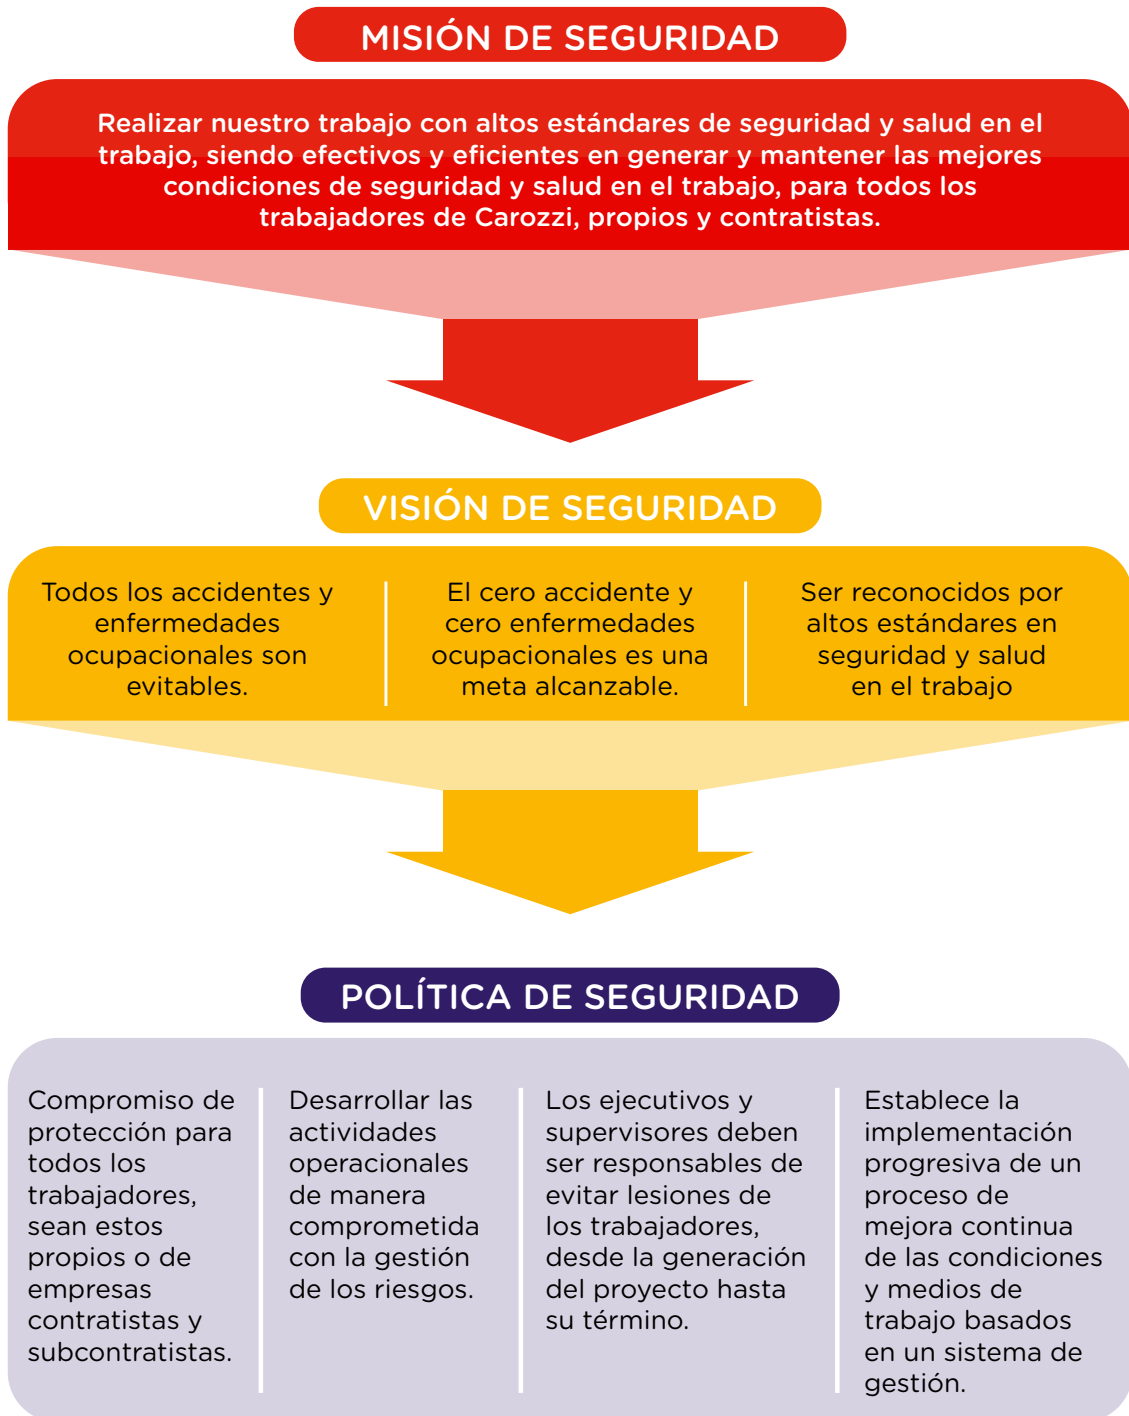 MISIÓN DE SEGURIDAD
Realizar nuestro trabajo con altos estándares de seguridad y salud en el
trabajo, siendo efectivos y eficientes en generar y mantener las mejores
condiciones de seguridad y salud en el trabajo, para todos los
trabajadores de Carozzi, propios y contratistas.
VISIÓN DE SEGURIDAD
Todos los accidentes y
enfermedades
ocupacionales son
evitables.
El cero accidente y
cero enfermedades
ocupacionales es una
meta alcanzable.
Ser reconocidos por
altos estándares en
seguridad y salud
en el trabajo
POLÍTICA DE SEGURIDAD
Compromiso de
protección para
todos los
trabajadores,
sean estos
propios o de
empresas
contratistas y
subcontratistas.
Desarrollar las
actividades
operacionales
de manera
comprometida
con la gestión
de los riesgos.
Los ejecutivos y
supervisores deben
ser responsables de
evitar lesiones de
los trabajadores,
desde la generación
del proyecto hasta
su término.
Establece la
implementación
progresiva de un
proceso de
mejora continua
de las condiciones
y medios de
trabajo basados
en un sistema de
gestión.